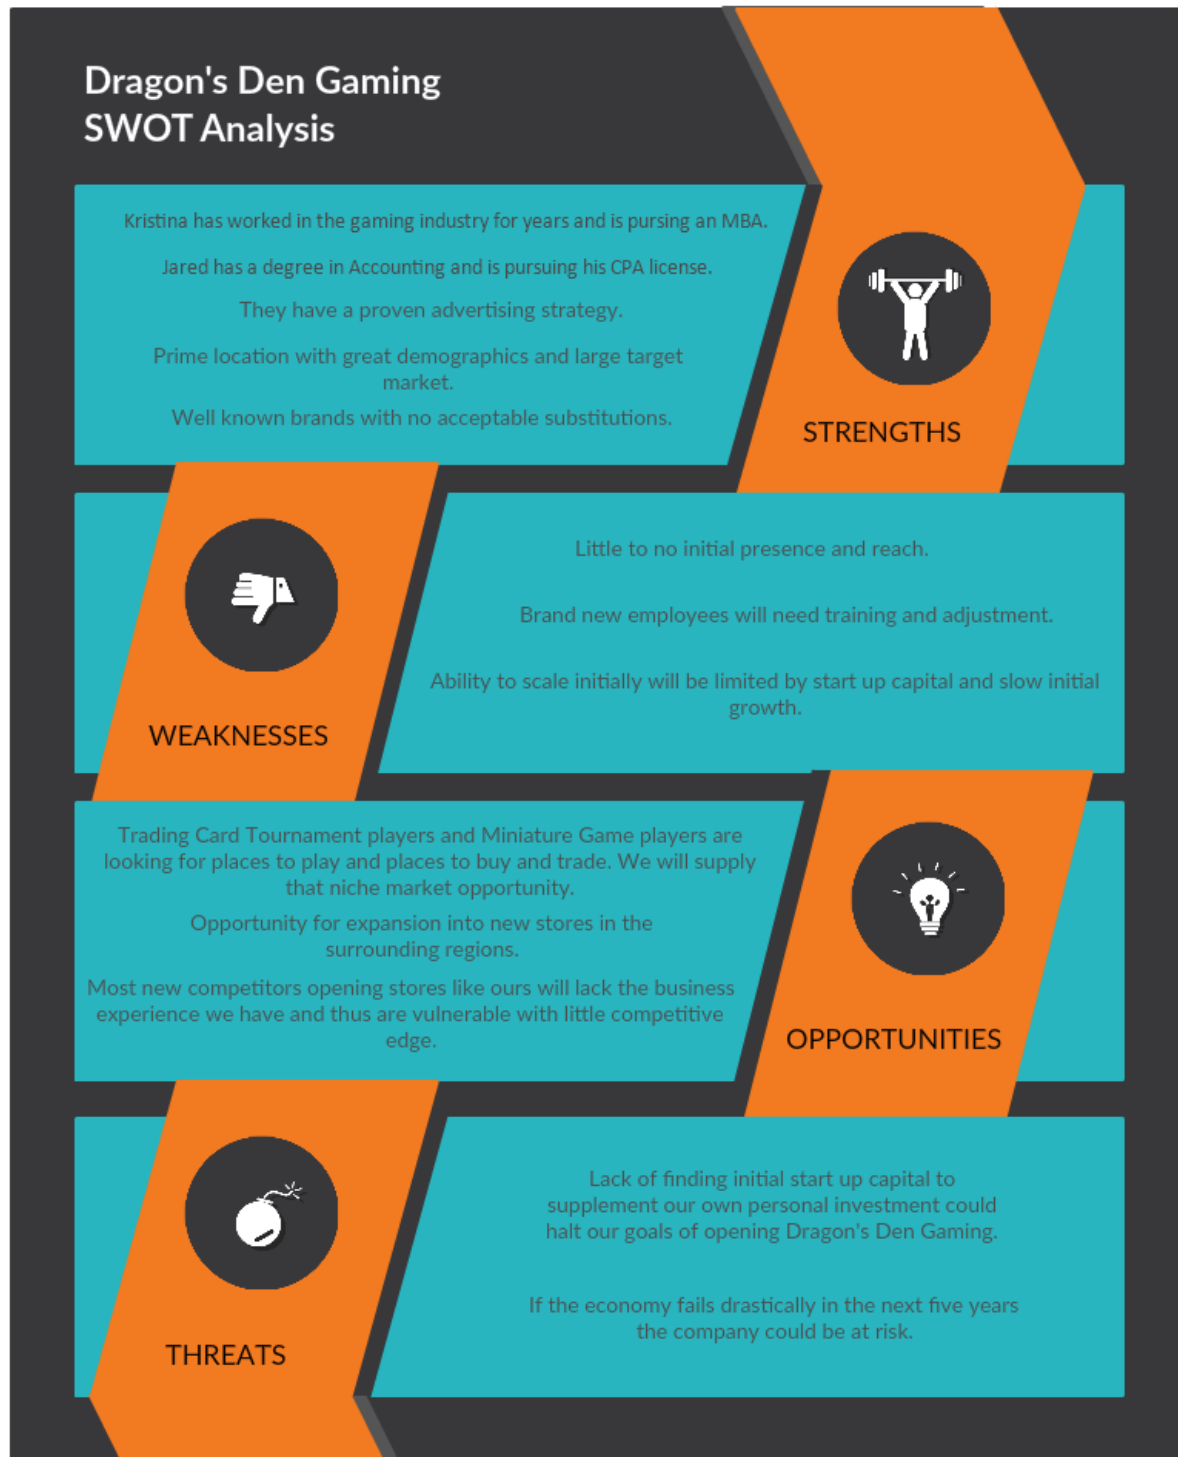 Dragon's Den Gaming
SWOT Analysis
Kristina has worked in the gaming industry for years and is pursing an MBA.
Jared has a degree in Accounting and is pursuing his CPA license.
They have a proven advertising strategy.
Prime location with great demographics and large target
market.
Well known brands with no acceptable substitutions.
STRENGTHS
Little to no initial presence and reach.
Brand new employees will need training and adjustment.
Ability to scale initially will be limited by start up capital and slow initial
growth.
WEAKNESSES
Trading Card Tournament players and Miniature Game players are
looking for places to play and places to buy and trade. We will supply
that niche market opportunity.
Opportunity for expansion into new stores in the
surrounding regions.
Most new competitors opening stores like ours will lack the business
experience we have and thus are vulnerable with little competitive
edge.
OPPORTUNITIES
Lack of finding initial start up capital to
supplement our own personal investment could
halt our goals of opening Dragon's Den Gaming.
If the economy fails drastically in the next five years
the company could be at risk.
THREATS